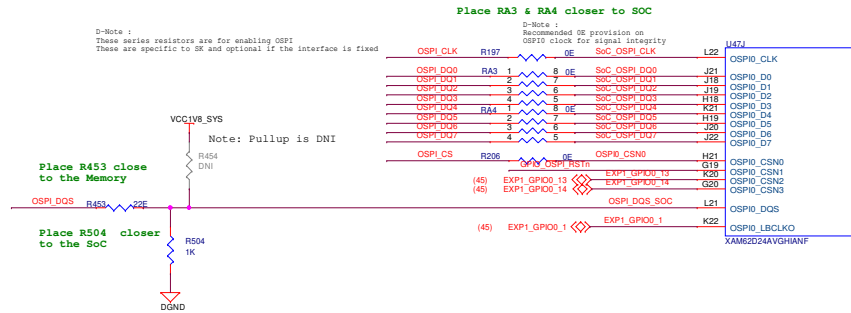 Place RA3 & RA4 closer to SOC
D-Note :
These series resistors are for enabling OSPI
These are specific to SK and optional if the interface is fixed
D-Note :
Recommended 0E provision on
OSPI0 clock for signal integrity
U47J
OSPI_CLK R197 0E SoC_OSPI_CLK L22 OSPI0_CLK
OSPI_DQ0 RA3 1 8 0E SoC_OSPI_DQ0 J21 OSPI0_D0
OSPI_DQ1 2 7 SoC_OSPI_DQ1 J18 OSPI0_D1
OSPI_DQ2 3 6 SoC_OSPI_DQ2 J19 OSPI0_D2
OSPI_DQ3 4 5 SoC_OSPI_DQ3 H18 OSPI0_D3
OSPI_DQ4 RA4 1 8 0E SoC_OSPI_DQ4 K21 OSPI0_D4
OSPI_DQ5 2 7 SoC_OSPI_DQ5 H19 OSPI0_D5
OSPI_DQ6 3 6 SoC_OSPI_DQ6 J20 OSPI0_D6
OSPI_DQ7 4 5 SoC_OSPI_DQ7 J22 OSPI0_D7
VCC1V8_SYS
Note: Pullup is DNI
R454
DNI
OSPI_CS R206 0E OSPI0_CSN0 H21 OSPI0_CSN0
GPIO_OSPI_RSTn G19 OSPI0_CSN1
(45) EXP1_GPIO0_13 EXP1_GPIO0_13 K20 OSPI0_CSN2
(45) EXP1_GPIO0_14 EXP1_GPIO0_14 G20 OSPI0_CSN3
Place R453 close
to the Memory
OSPI_DQS R453 22E OSPI_DQS_SOC L21 OSPI0_DQS
(45) EXP1_GPIO0_1 EXP1_GPIO0_1 K22 OSPI0_LBCLKO
XAM62D24AVGHIANF
Place R504 closer
to the SoC
R504
1K
DGND